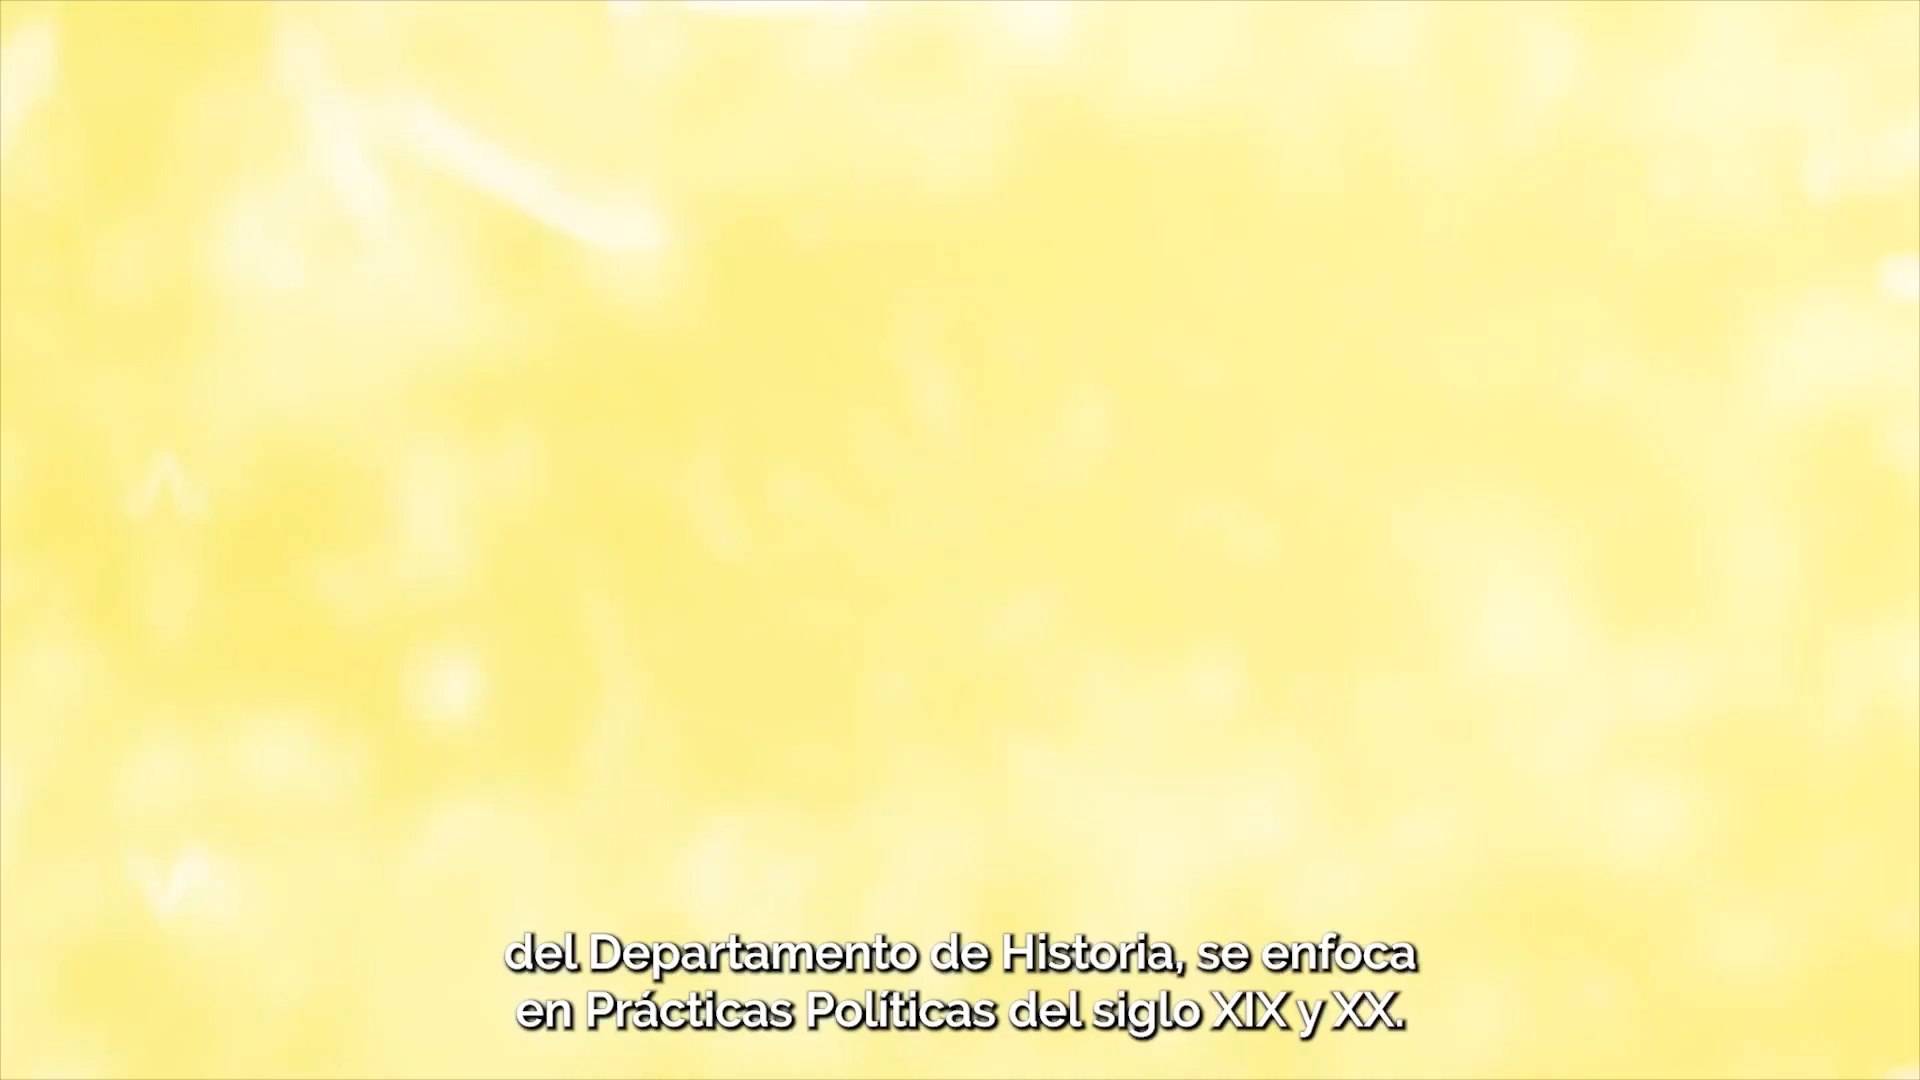 del Departamento de Historia, se enfoca
en Prácticas Políticas del siglo XIX y XX.